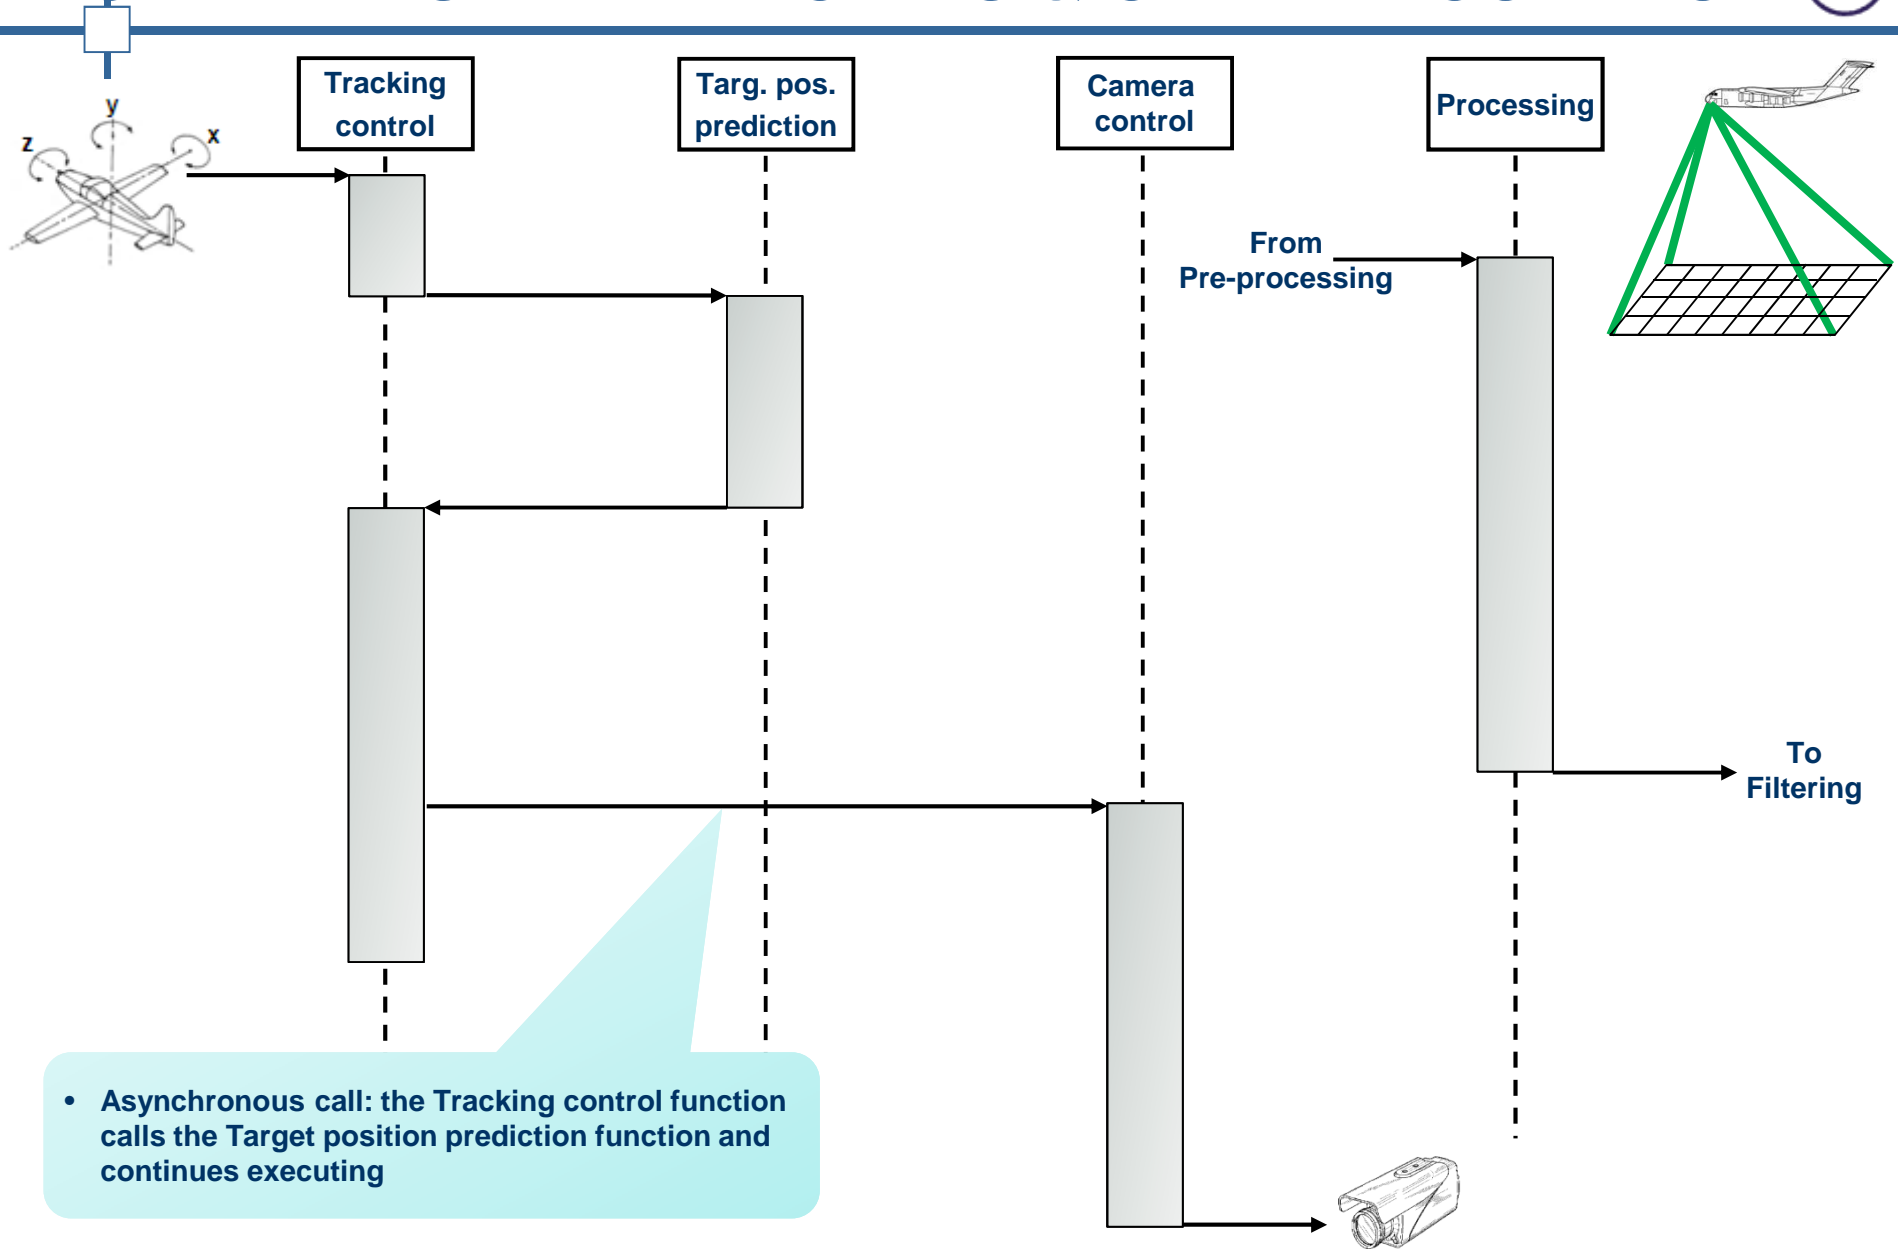 Tracking
control
Targ. pos.
prediction
Camera
control
Processing
y
z
x
From
Pre-processing
To
Filtering
• Asynchronous call: the Tracking control function
calls the Target position prediction function and
continues executing